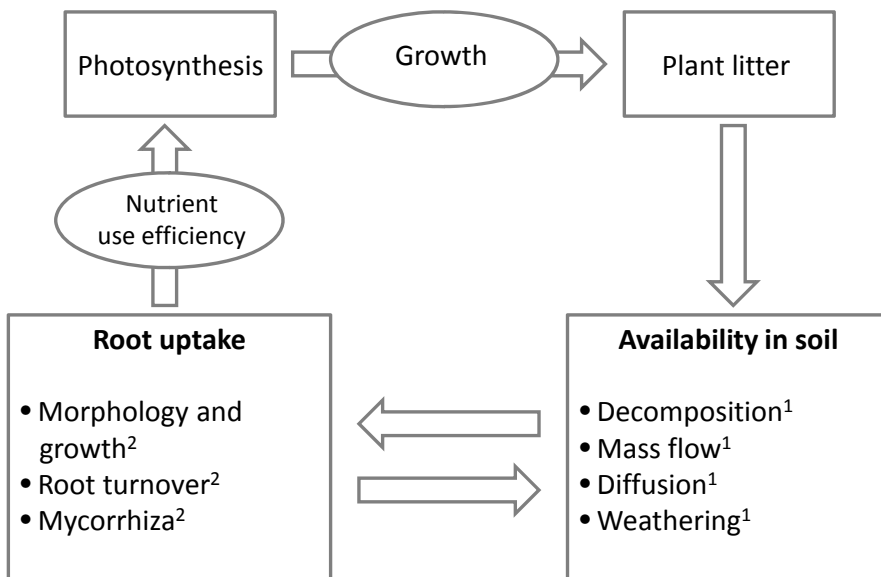 Photosynthesis
Growth
Plant litter
Nutrient
use efficiency
Root uptake
• Morphology and
growth²
• Root turnover²
• Mycorrhiza²
Availability in soil
• Decomposition¹
• Mass flow¹
• Diffusion¹
• Weathering¹